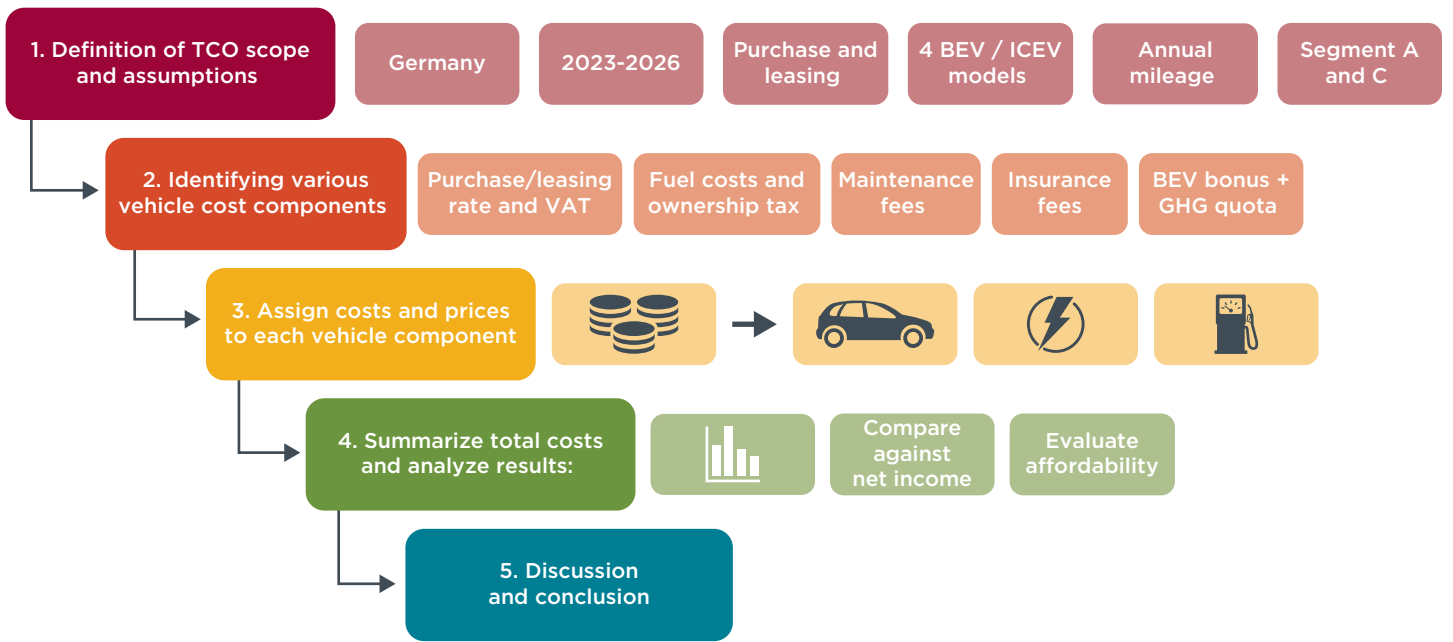 1. Definition of TCO scope
and assumptions
Germany
2023-2026
Purchase and
leasing
4 BEV / ICEV
models
Annual
mileage
Segment A
and C
2. Identifying various
vehicle cost components
Purchase/leasing
rate and VAT
Fuel costs and
ownership tax
Maintenance
fees
Insurance
fees
BEV bonus +
GHG quota
3. Assign costs and prices
to each vehicle component
4. Summarize total costs
and analyze results:
Compare
against
net income
Evaluate
affordability
5. Discussion
and conclusion